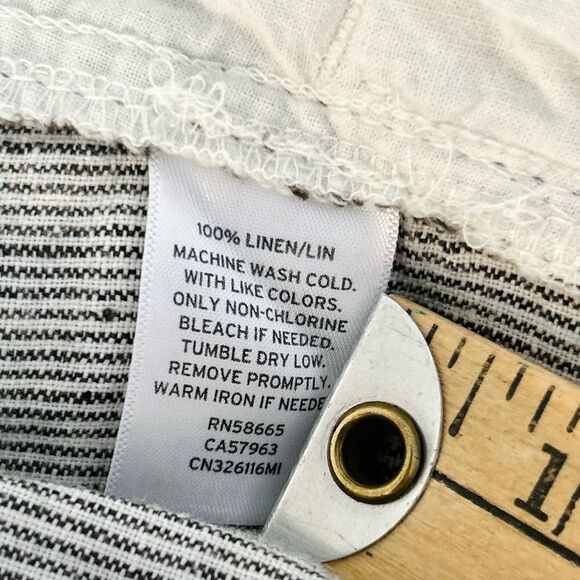 100% LINEN/LIN
MACHINE WASH COLD.
WITH LIKE COLORS.
ONLY NON-CHLORINE
BLEACH IF NEEDED.
TUMBLE DRY LOW.
REMOVE PROMPTLY.
WARM IRON IF NEEDE
RN58665
CA57963
CN326116MI
1